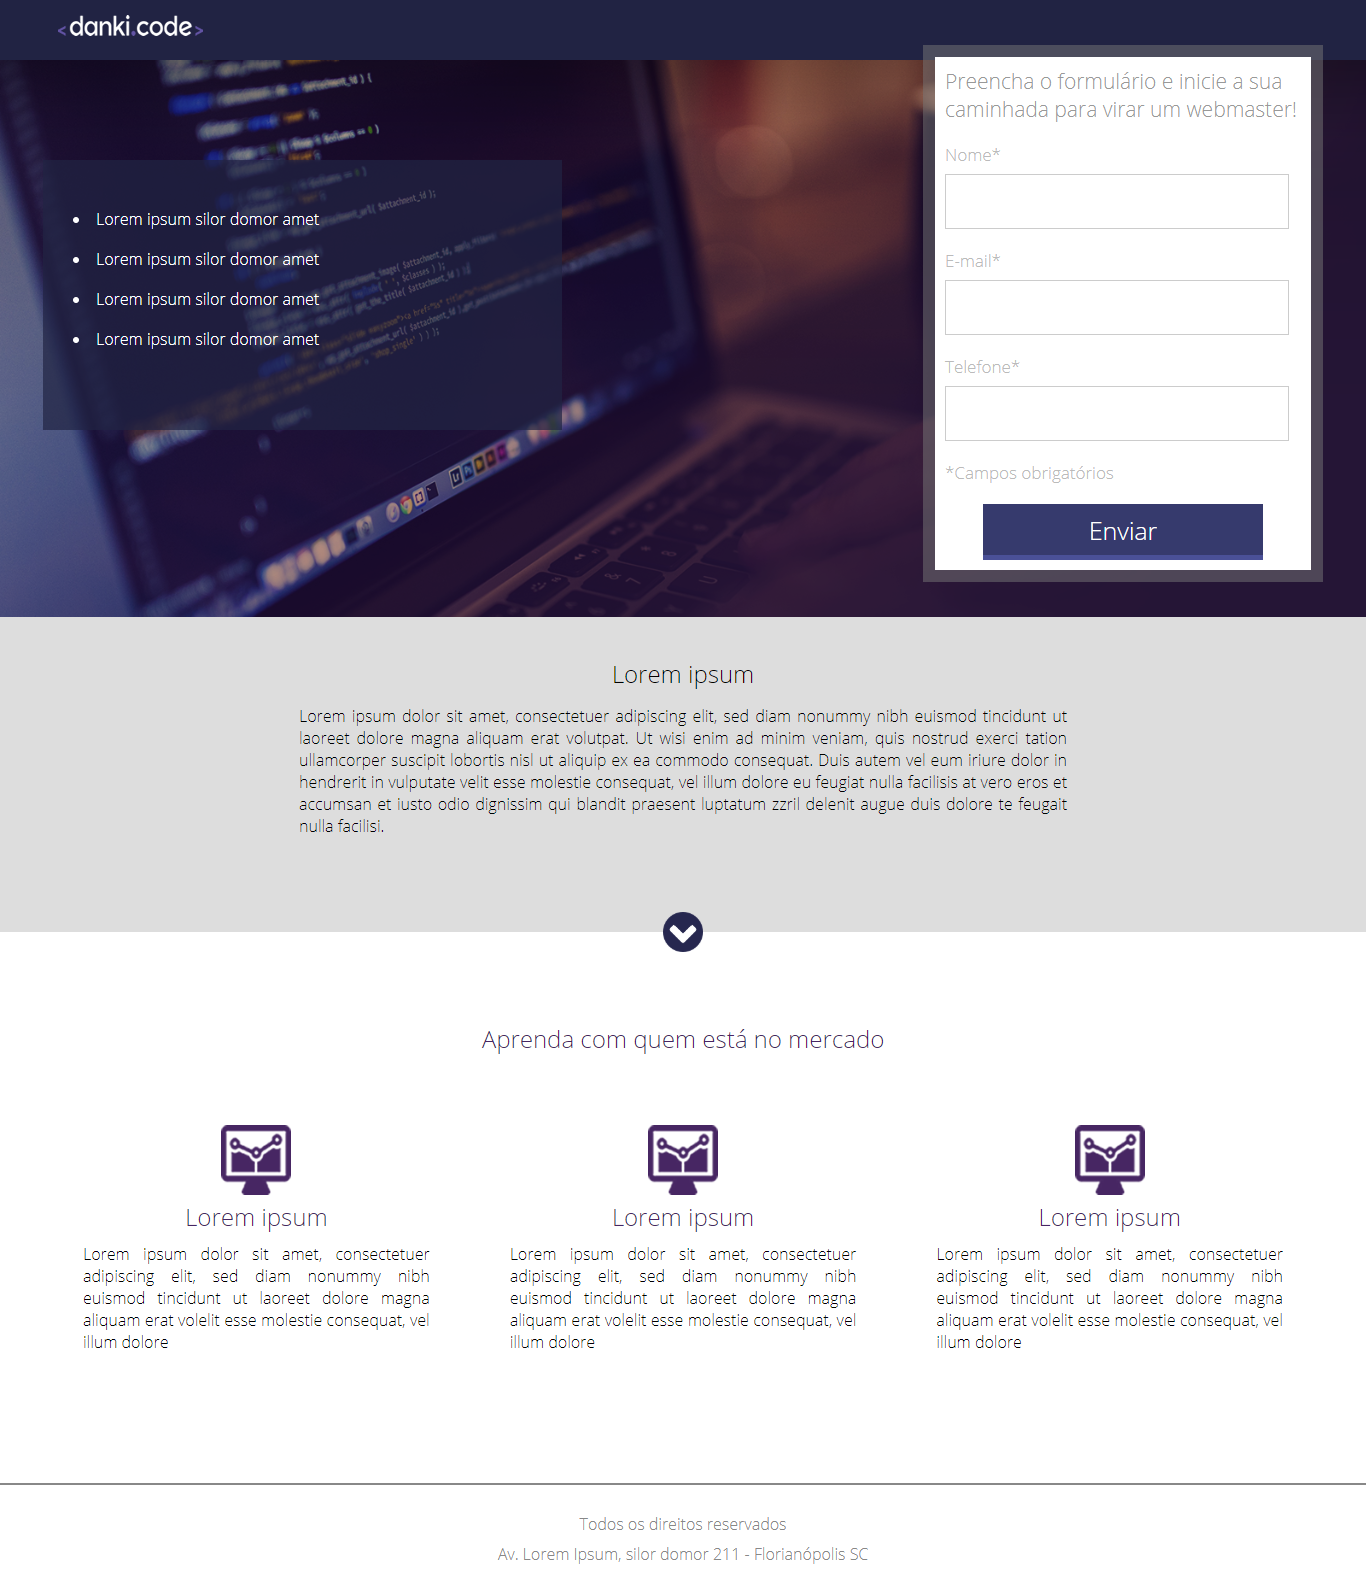 <danki.code>
Preencha o formulário e inicie a sua
caminhada para virar um webmaster!
Nome*
E-mail*
Telefone*
*Campos obrigatórios
Enviar
Lorem ipsum silor domor amet
Lorem ipsum silor domor amet
Lorem ipsum silor domor amet
Lorem ipsum silor domor amet
Lorem ipsum
Lorem ipsum dolor sit amet, consectetuer adipiscing elit, sed diam nonummy nibh euismod tincidunt ut
laoreet dolore magna aliquam erat volutpat. Ut wisi enim ad minim veniam, quis nostrud exerci tation
ullamcorper suscipit lobortis nisl ut aliquip ex ea commodo consequat. Duis autem vel eum iriure dolor in
hendrerit in vulputate velit esse molestie consequat, vel illum dolore eu feugiat nulla facilisis at vero eros et
accumsan et iusto odio dignissim qui blandit praesent luptatum zzril delenit augue duis dolore te feugait
nulla facilisi.
Aprenda com quem está no mercado
Lorem ipsum
Lorem ipsum dolor sit amet, consectetuer
adipiscing elit, sed diam nonummy nibh
euismod tincidunt ut laoreet dolore magna
aliquam erat volelit esse molestie consequat, vel
illum dolore
Lorem ipsum
Lorem ipsum dolor sit amet, consectetuer
adipiscing elit, sed diam nonummy nibh
euismod tincidunt ut laoreet dolore magna
aliquam erat volelit esse molestie consequat, vel
illum dolore
Lorem ipsum
Lorem ipsum dolor sit amet, consectetuer
adipiscing elit, sed diam nonummy nibh
euismod tincidunt ut laoreet dolore magna
aliquam erat volelit esse molestie consequat, vel
illum dolore
Todos os direitos reservados
Av. Lorem Ipsum, silor domor 211 - Florianópolis SC